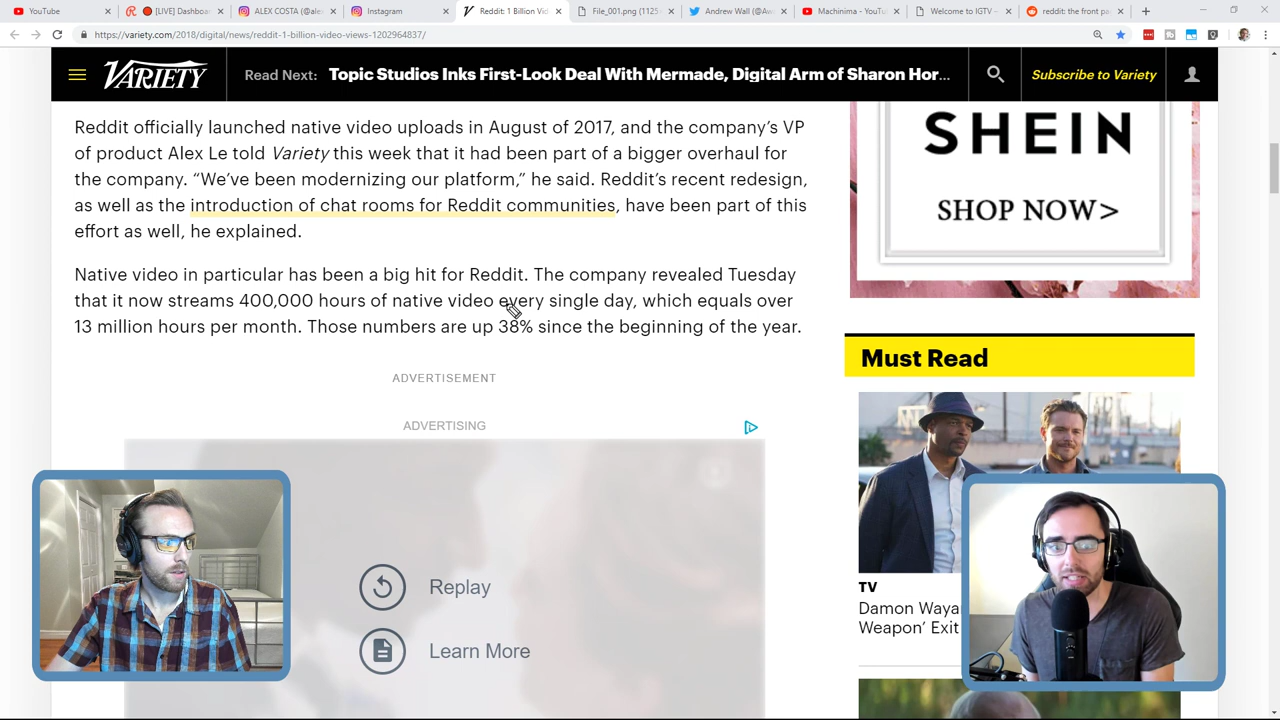 YouTube
[LIVE] Dashboa
ALEX COSTA (@ale
Instagram
Reddit: 1 Billion Vid
File_001.png (1125
Andrew Wall (@Aw
Machinima - YouTu
Welcome to IGTV -
reddit: the front pa
https://variety.com/2018/digital/news/reddit-1-billion-video-views-1202964837/
VARIETY
Read Next: Topic Studios Inks First-Look Deal With Mermade, Digital Arm of Sharon Hor...
Subscribe to Variety
Reddit officially launched native video uploads in August of 2017, and the company's VP
of product Alex Le told Variety this week that it had been part of a bigger overhaul for
the company. “We've been modernizing our platform,” he said. Reddit's recent redesign,
as well as the introduction of chat rooms for Reddit communities, have been part of this
effort as well, he explained.
Native video in particular has been a big hit for Reddit. The company revealed Tuesday
that it now streams 400,000 hours of native video every single day, which equals over
13 million hours per month. Those numbers are up 38% since the beginning of the year.
ADVERTISEMENT
ADVERTISING
Replay
Learn More
SHEIN
SHOP NOW>
Must Read
TV
Damon Waya
Weapon’ Exit